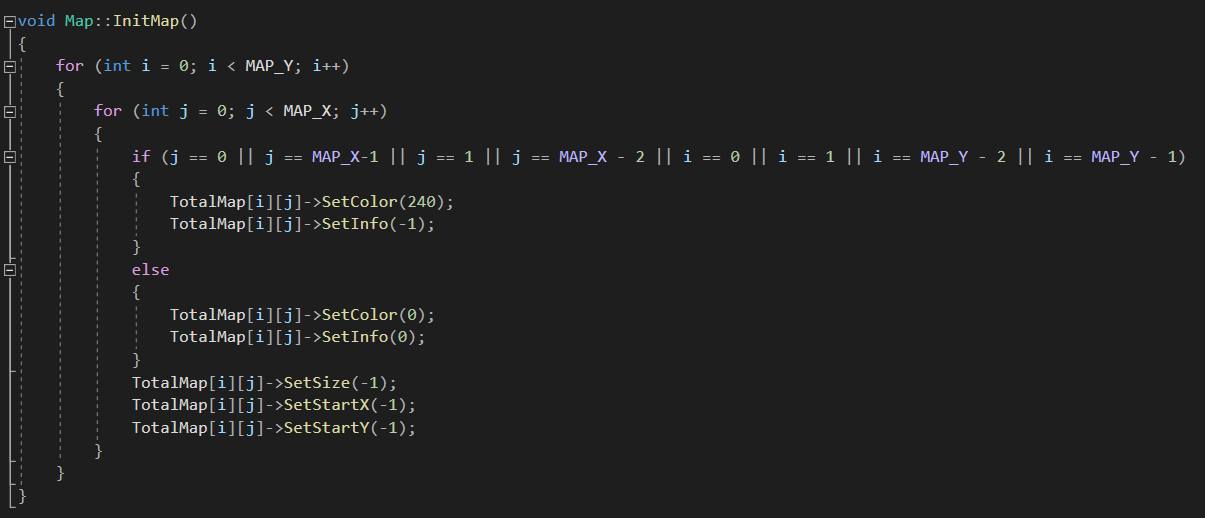 void Map::InitMap()
{
    for (int i = 0; i < MAP_Y; i++)
    {
        for (int j = 0; j < MAP_X; j++)
        {
            if (j == 0 || j == MAP_X-1 || j == 1 || j == MAP_X - 2 || i == 0 || i == 1 || i == MAP_Y - 2 || i == MAP_Y - 1)
            {
                TotalMap[i][j]->SetColor(240);
                TotalMap[i][j]->SetInfo(-1);
            }
            else
            {
                TotalMap[i][j]->SetColor(0);
                TotalMap[i][j]->SetInfo(0);
            }
            TotalMap[i][j]->SetSize(-1);
            TotalMap[i][j]->SetStartX(-1);
            TotalMap[i][j]->SetStartY(-1);
        }
    }
}